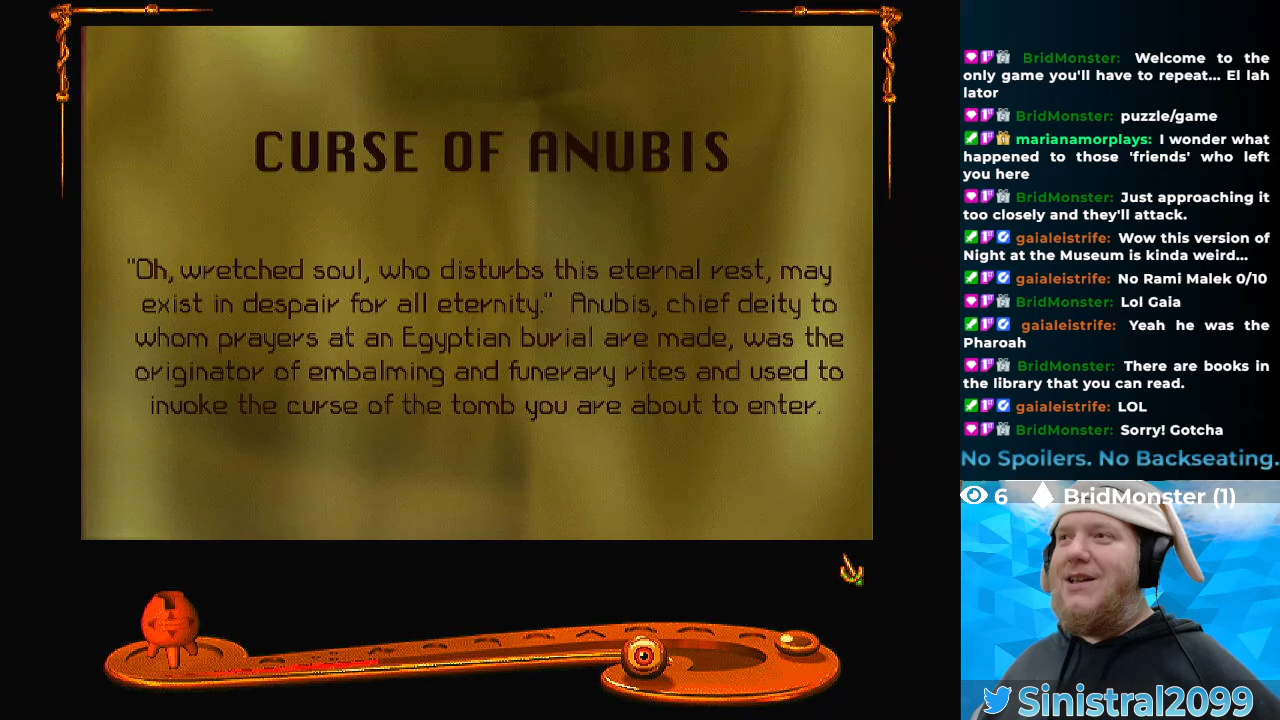 CURSE OF ANUBIS
"Oh, wretched soul, who disturbs this eternal rest, may
exist in despair for all eternity." Anubis, chief deity to
whom prayers at an Egyptian burial are made, was the
originator of embalming and funerary rites and used to
invoke the curse of the tomb you are about to enter.
BridMonster: Welcome to the
only game you'll have to repeat... El lah
lator
BridMonster: puzzle/game
marianamorplays: I wonder what
happened to those 'friends' who left
you here
BridMonster: Just approaching it
too closely and they'll attack.
gaialeistrife: Wow this version of
Night at the Museum is kinda weird...
gaialeistrife: No Rami Malek 0/10
BridMonster: Lol Gaia
gaialeistrife: Yeah he was the
Pharoah
BridMonster: There are books in
the library that you can read.
gaialeistrife: LOL
BridMonster: Sorry! Gotcha
No Spoilers. No Backseating.
6 BridMonster (1)
Sinistral2099